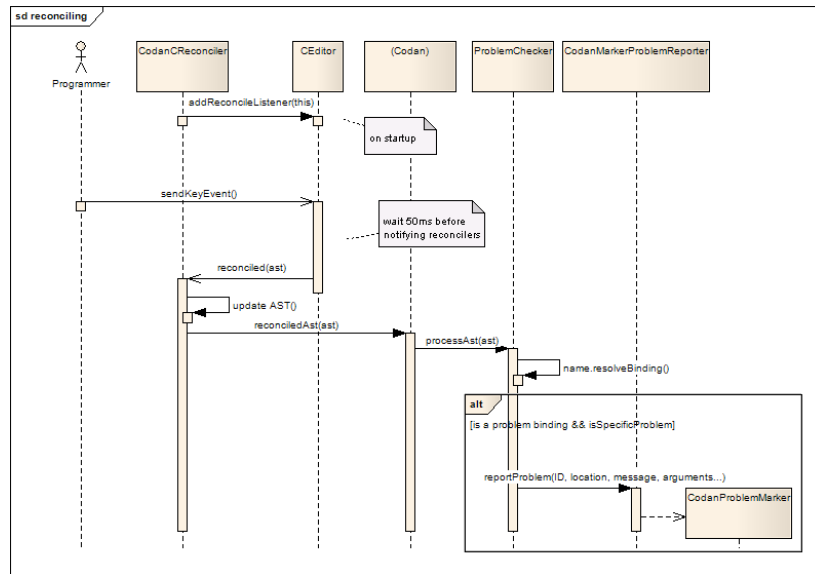 sd reconciling
Programmer
CodanCReconciler
CEditor
(Codan)
ProblemChecker
CodanMarkerProblemReporter
addReconcileListener(this)
on startup
sendKeyEvent()
wait 50ms before
notifying reconcilers
reconciled(ast)
update AST()
reconciledAst(ast)
processAst(ast)
name.resolveBinding()
alt
[is a problem binding && isSpecificProblem]
reportProblem(ID, location, message, arguments...)
CodanProblemMarker